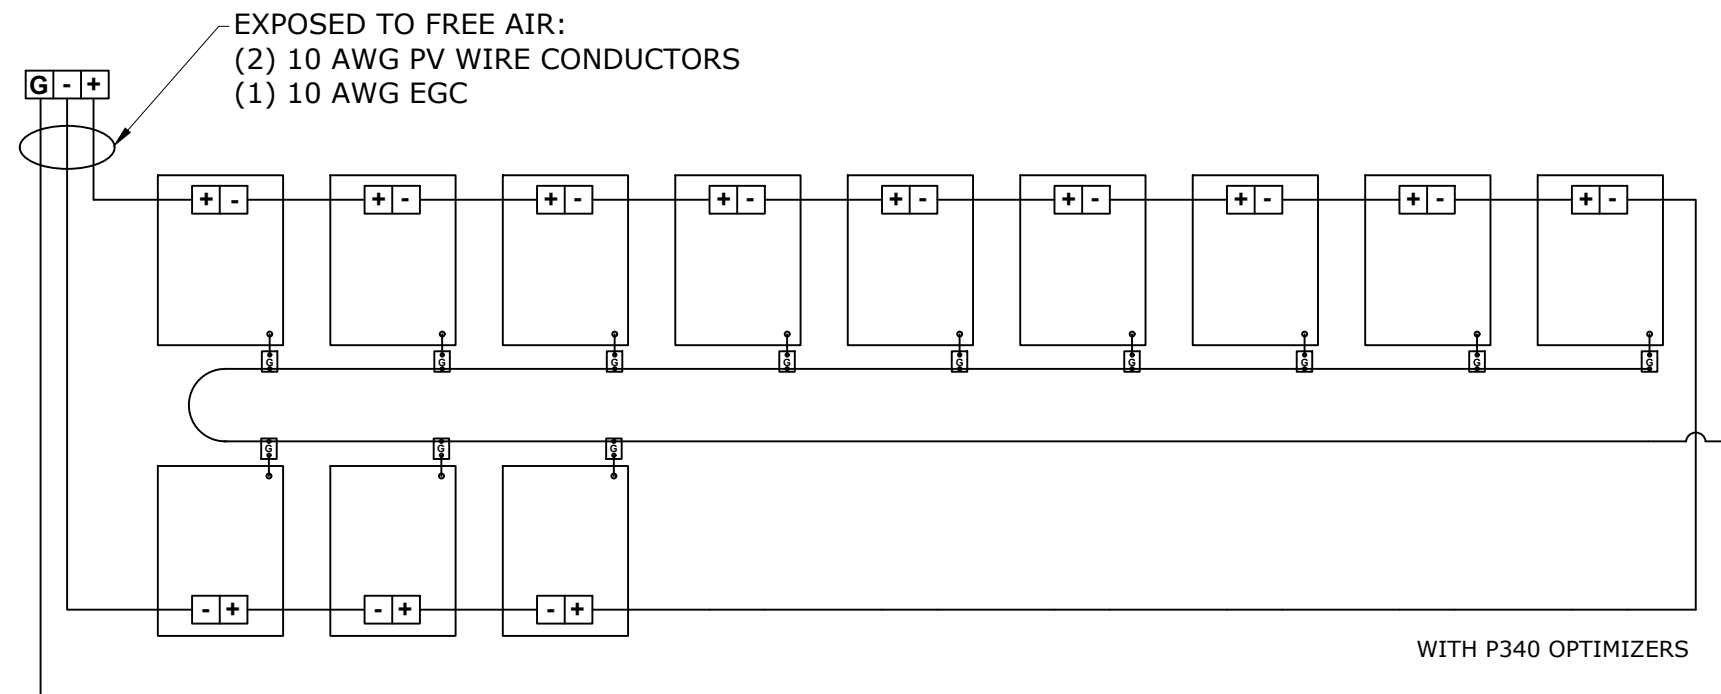 EXPOSED TO FREE AIR:
(2) 10 AWG PV WIRE CONDUCTORS
(1) 10 AWG EGC
G - +
+ - + - + - + - + - + - + - + - + -
G G G G G G G G G
G G G
- + - + - +
WITH P340 OPTIMIZERS